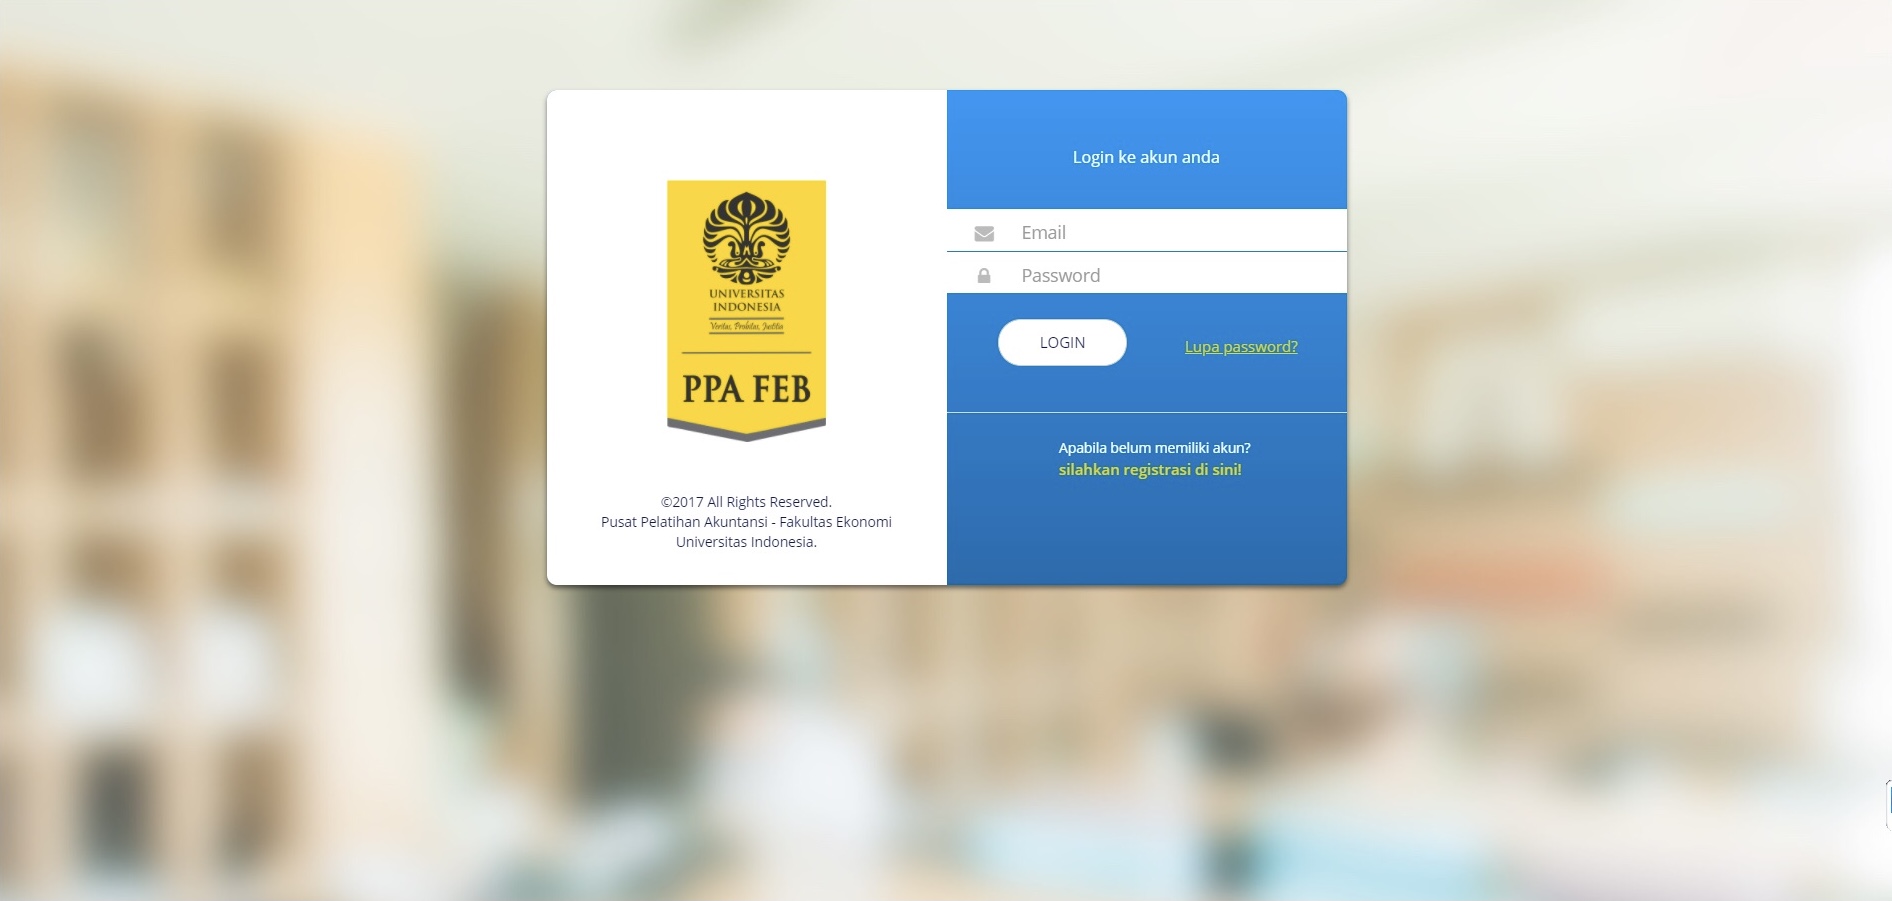 UNIVERSITAS
INDONESIA
Veritas, Probitas, Justitia
PPA FEB
©2017 All Rights Reserved.
Pusat Pelatihan Akuntansi - Fakultas Ekonomi
Universitas Indonesia.
Login ke akun anda
Email
Password
LOGIN
Lupa password?
Apabila belum memiliki akun?
silahkan registrasi di sini!